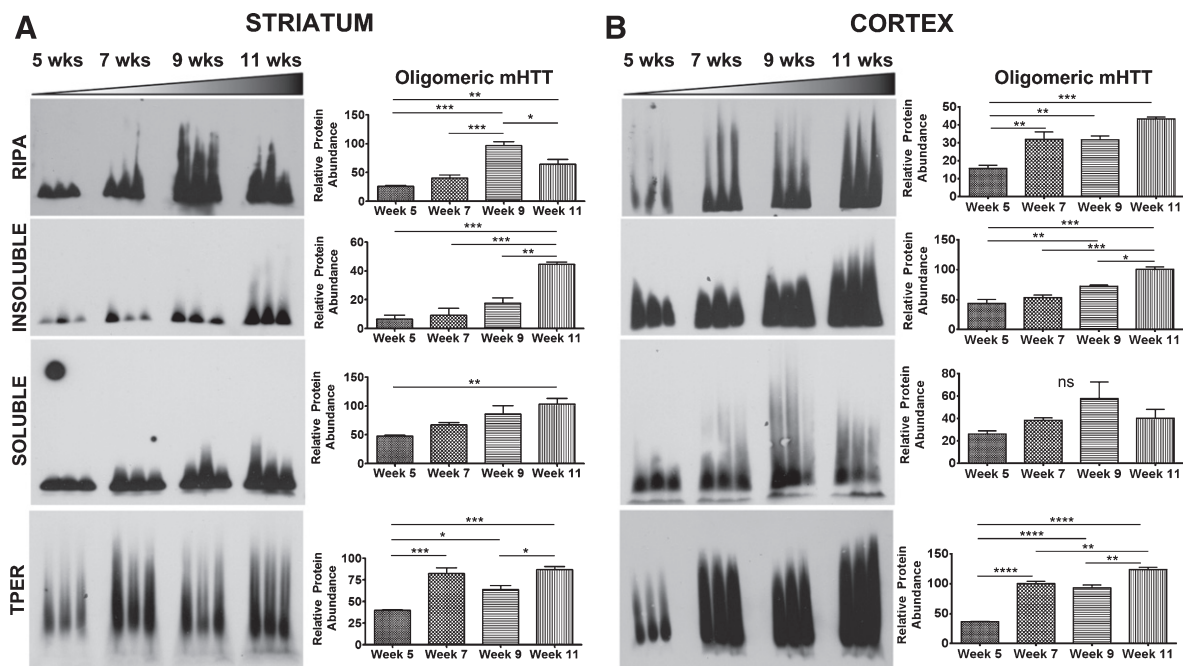 A STRIATUM
5 wks 7 wks 9 wks 11 wks
Oligomeric mHTT
RIPA
Relative Protein
Abundance
150
100
50
0
**
***
***
*
Week 5 Week 7 Week 9 Week 11
INSOLUBLE
Relative Protein
Abundance
60
40
20
0
***
***
**
Week 5 Week 7 Week 9 Week 11
SOLUBLE
Relative Protein
Abundance
150
100
50
0
**
Week 5 Week 7 Week 9 Week 11
TPER
Relative Protein
Abundance
100
75
50
25
0
***
*
***
*
Week 5 Week 7 Week 9 Week 11
B CORTEX
5 wks 7 wks 9 wks 11 wks
Oligomeric mHTT
Relative Protein
Abundance
50
40
30
20
10
0
***
**
**
Week 5 Week 7 Week 9 Week 11
Relative Protein
Abundance
150
100
50
0
***
**
***
*
Week 5 Week 7 Week 9 Week 11
Relative Protein
Abundance
80
60
40
20
0
ns
Week 5 Week 7 Week 9 Week 11
Relative Protein
Abundance
150
100
50
0
****
****
**
**
****
Week 5 Week 7 Week 9 Week 11